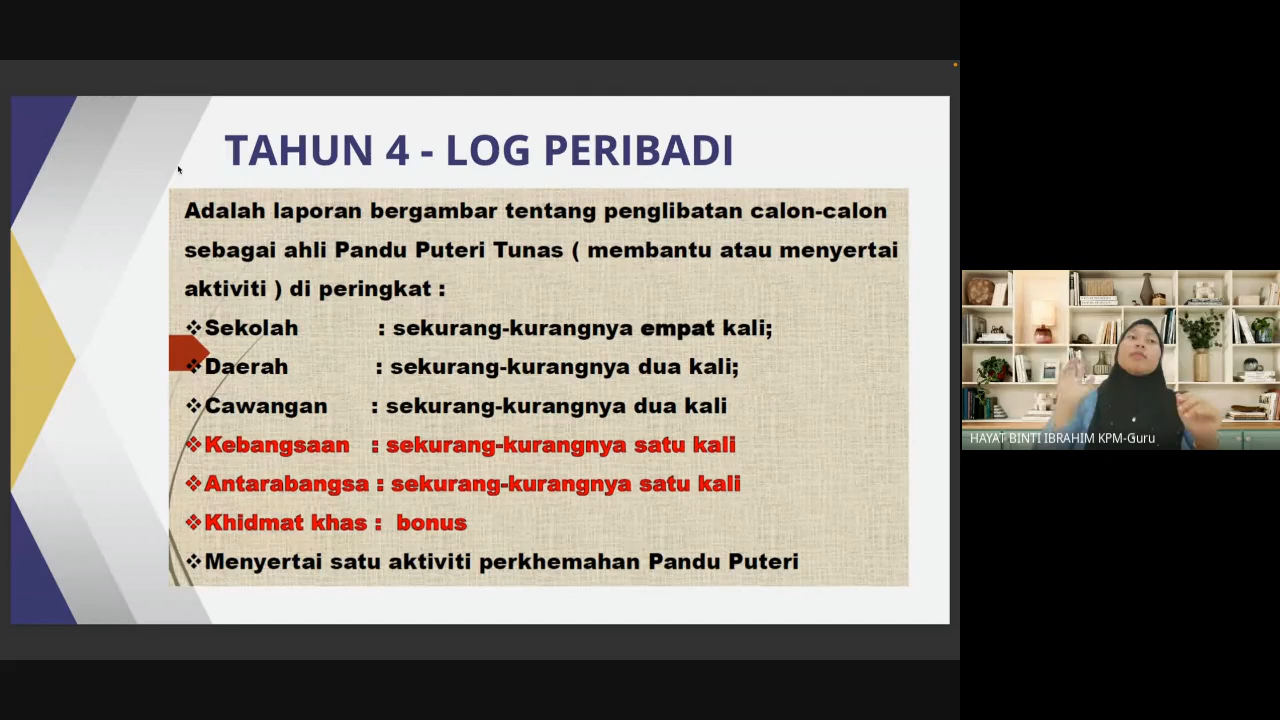 TAHUN 4 - LOG PERIBADI
Adalah laporan bergambar tentang penglibatan calon-calon
sebagai ahli Pandu Puteri Tunas ( membantu atau menyertai
aktiviti ) di peringkat :
❖Sekolah : sekurang-kurangnya empat kali;
❖Daerah : sekurang-kurangnya dua kali;
❖Cawangan : sekurang-kurangnya dua kali
❖Kebangsaan : sekurang-kurangnya satu kali
❖Antarabangsa : sekurang-kurangnya satu kali
❖Khidmat khas : bonus
❖Menyertai satu aktiviti perkhemahan Pandu Puteri
HAYAT BINTI IBRAHIM KPM-Guru